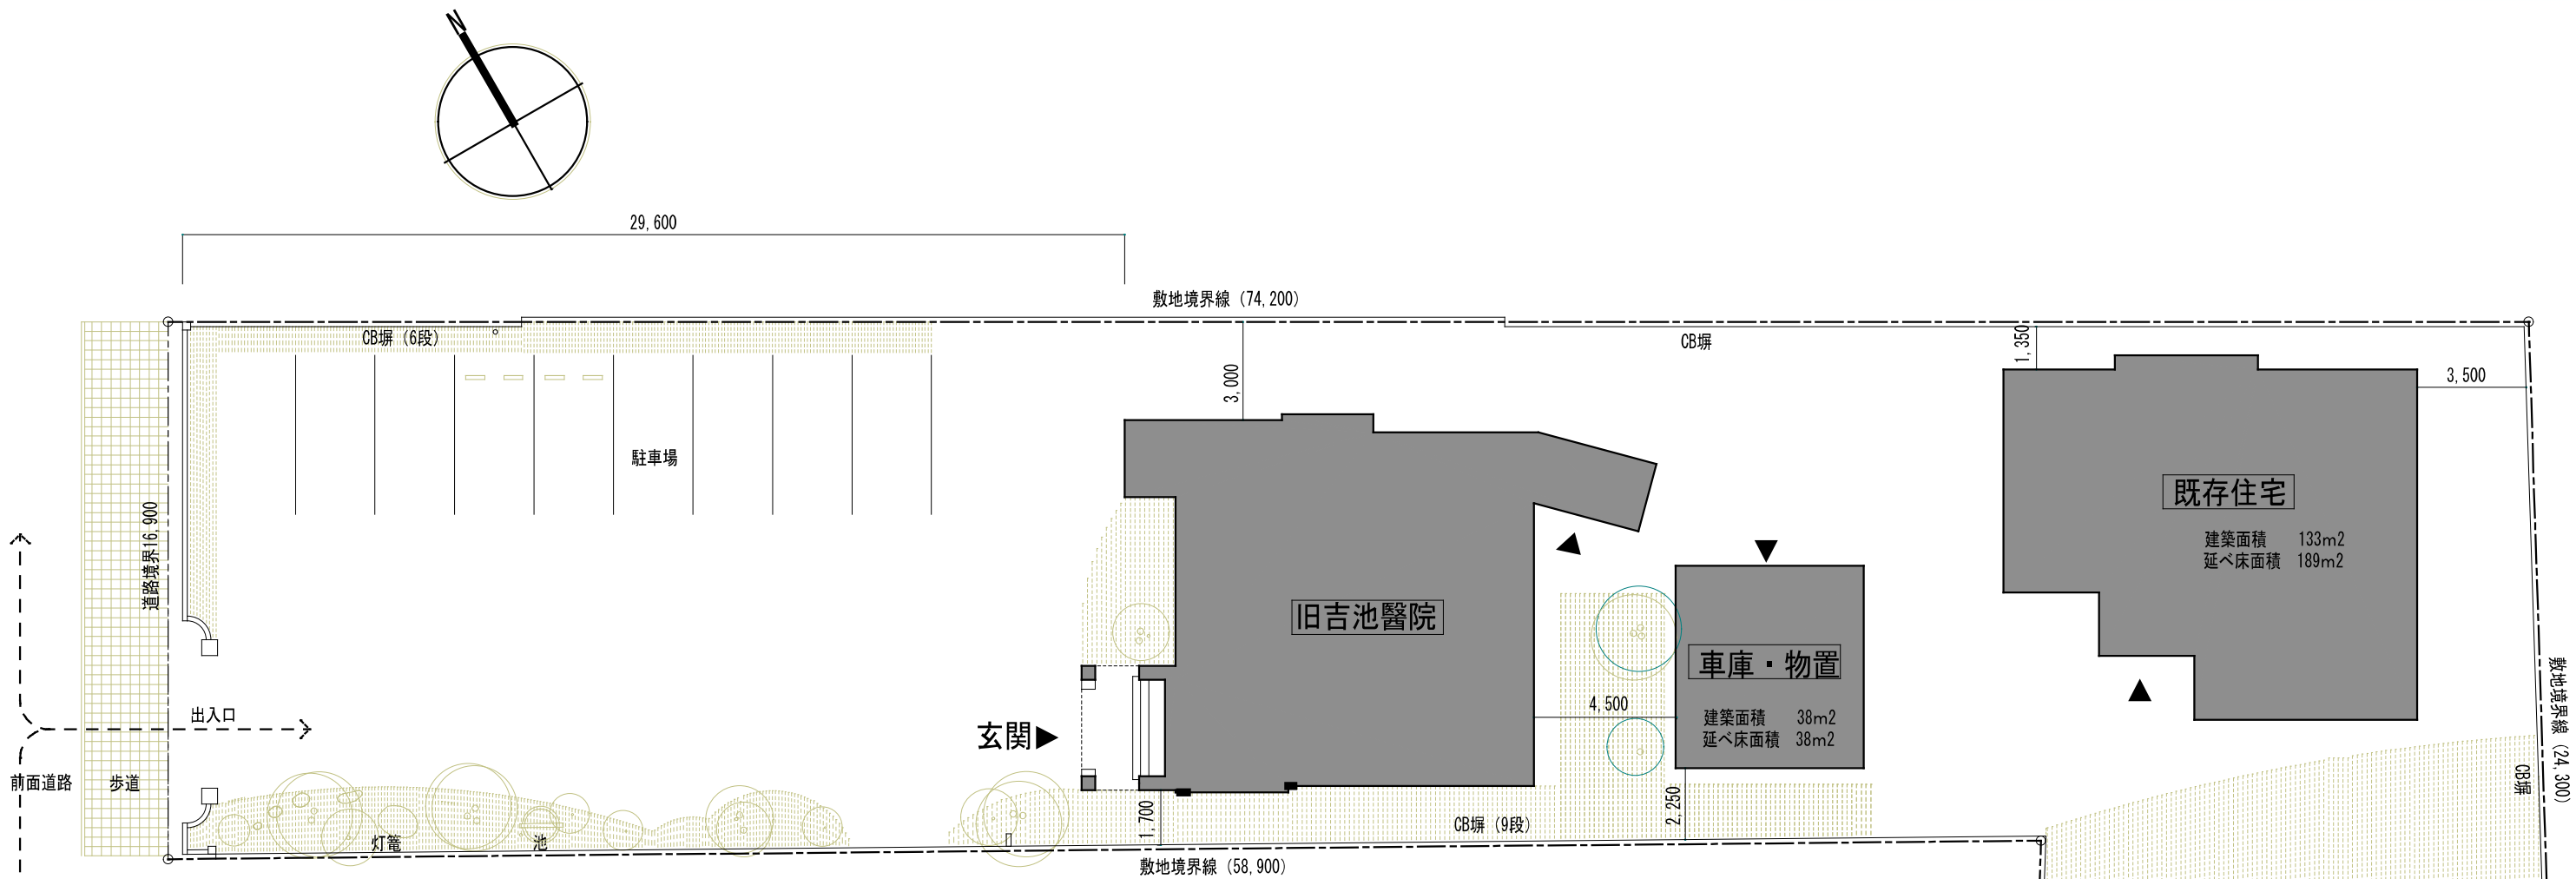 N
29,600
敷地境界線 (74,200)
CB塀 (6段)
CB塀
1,350
3,000
3,500
駐車場
既存住宅
建築面積 133m2
延べ床面積 189m2
道路境界16,900
旧吉池醫院
車庫・物置
建築面積 38m2
延べ床面積 38m2
4,500
出入口
玄関
前面道路
歩道
灯篭
池
1,700
CB塀 (9段)
2,250
敷地境界線 (58,900)
CB塀
敷地境界線 (24,300)